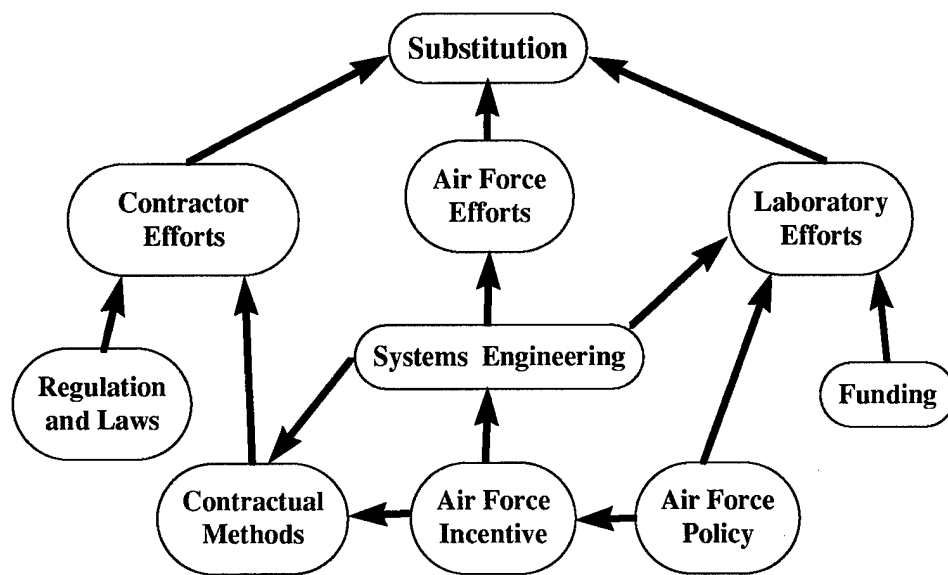 Substitution
Contractor
Efforts
Air Force
Efforts
Laboratory
Efforts
Regulation
and Laws
Systems Engineering
Funding
Contractual
Methods
Air Force
Incentive
Air Force
Policy